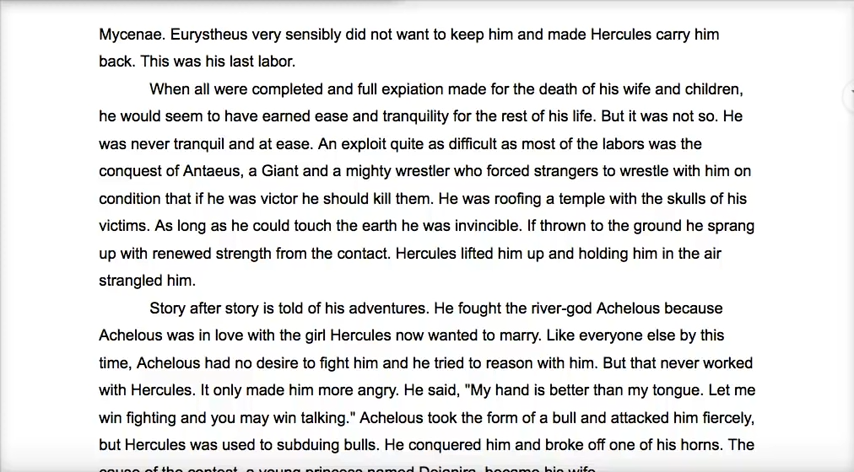 Mycenae. Eurystheus very sensibly did not want to keep him and made Hercules carry him
back. This was his last labor.
When all were completed and full expiation made for the death of his wife and children,
he would seem to have earned ease and tranquility for the rest of his life. But it was not so. He
was never tranquil and at ease. An exploit quite as difficult as most of the labors was the
conquest of Antaeus, a Giant and a mighty wrestler who forced strangers to wrestle with him on
condition that if he was victor he should kill them. He was roofing a temple with the skulls of his
victims. As long as he could touch the earth he was invincible. If thrown to the ground he sprang
up with renewed strength from the contact. Hercules lifted him up and holding him in the air
strangled him.
Story after story is told of his adventures. He fought the river-god Achelous because
Achelous was in love with the girl Hercules now wanted to marry. Like everyone else by this
time, Achelous had no desire to fight him and he tried to reason with him. But that never worked
with Hercules. It only made him more angry. He said, "My hand is better than my tongue. Let me
win fighting and you may win talking." Achelous took the form of a bull and attacked him fiercely,
but Hercules was used to subduing bulls. He conquered him and broke off one of his horns. The
cause of the contest, a young princess named Deianira, became his wife.